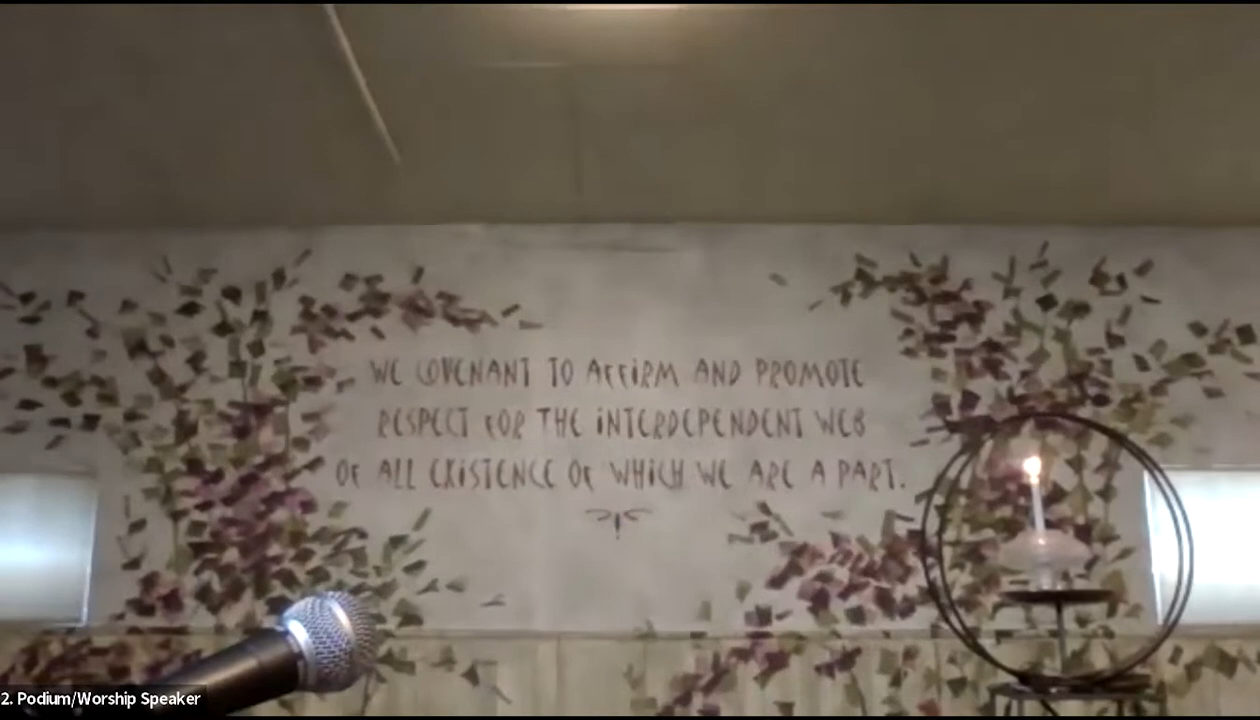 WE COVENANT TO AFFiRM AND PROMOTE
RESPECT FOR THE iNTERDEPENDENT WEB
OF ALL EXiSTENCE OF WHiCH WE ARE A PART.
2. Podium/Worship Speaker